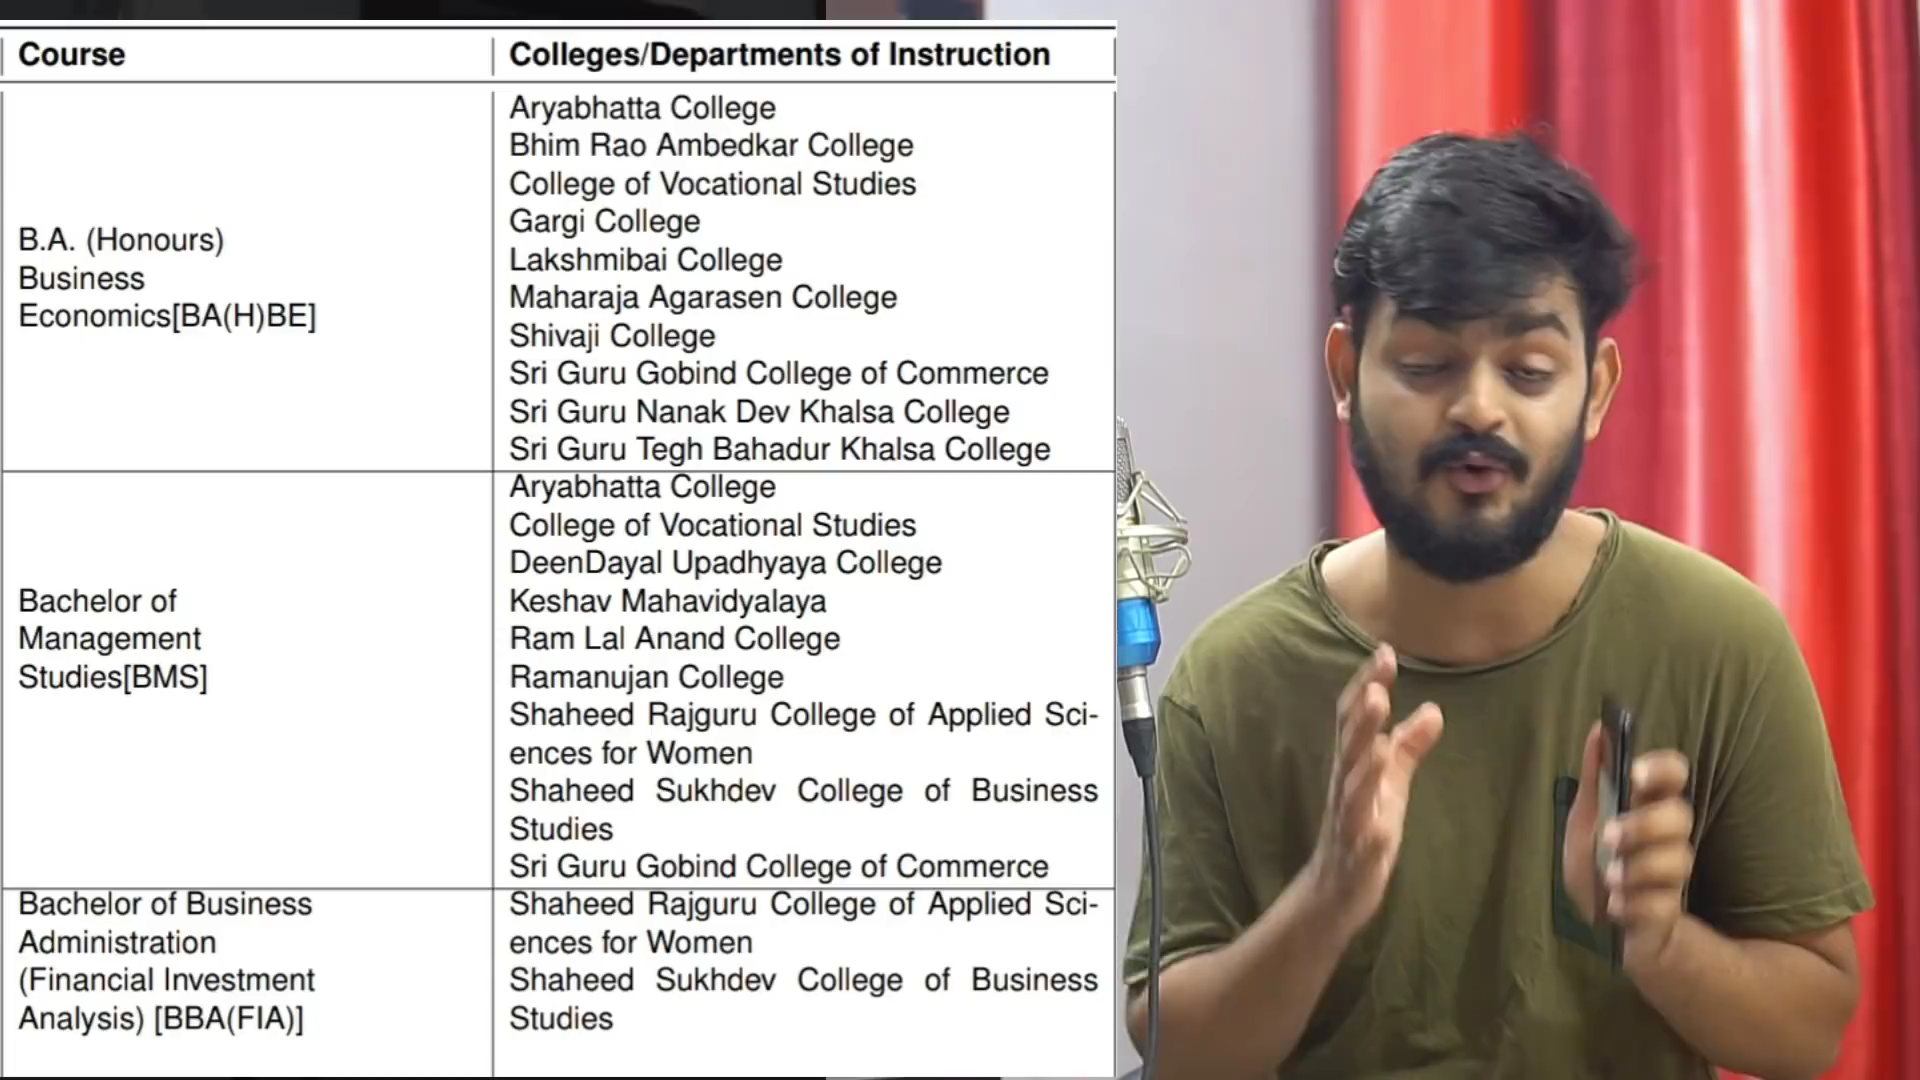 Course
Colleges/Departments of Instruction
B.A. (Honours)
Business
Economics[BA(H)BE]
Aryabhatta College
Bhim Rao Ambedkar College
College of Vocational Studies
Gargi College
Lakshmibai College
Maharaja Agarasen College
Shivaji College
Sri Guru Gobind College of Commerce
Sri Guru Nanak Dev Khalsa College
Sri Guru Tegh Bahadur Khalsa College
Bachelor of
Management
Studies[BMS]
Aryabhatta College
College of Vocational Studies
DeenDayal Upadhyaya College
Keshav Mahavidyalaya
Ram Lal Anand College
Ramanujan College
Shaheed Rajguru College of Applied Sci-
ences for Women
Shaheed Sukhdev College of Business
Studies
Sri Guru Gobind College of Commerce
Bachelor of Business
Administration
(Financial Investment
Analysis) [BBA(FIA)]
Shaheed Rajguru College of Applied Sci-
ences for Women
Shaheed Sukhdev College of Business
Studies